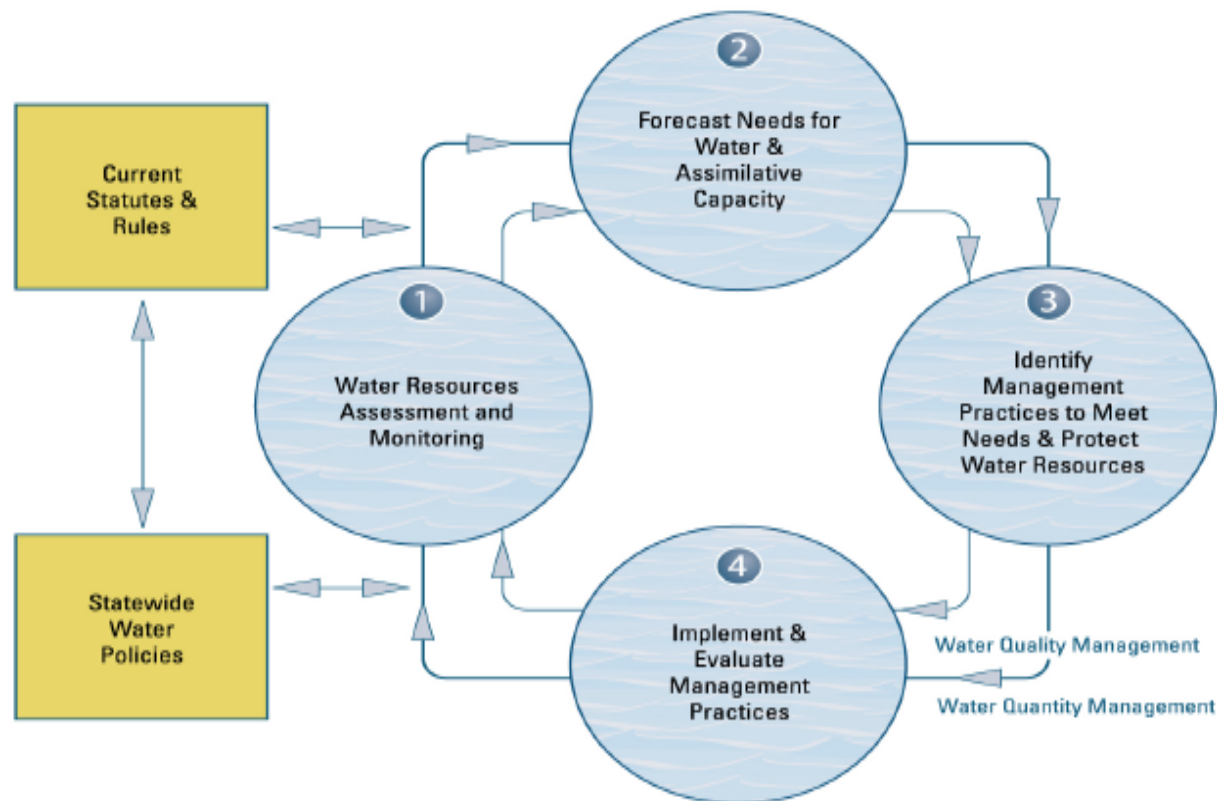 2
Forecast Needs for
Water &
Assimilative
Capacity
Current
Statutes &
Rules
1
Water Resources
Assessment and
Monitoring
3
Identify
Management
Practices to Meet
Needs & Protect
Water Resources
Statewide
Water
Policies
4
Implement &
Evaluate
Management
Practices
Water Quality Management
Water Quantity Management